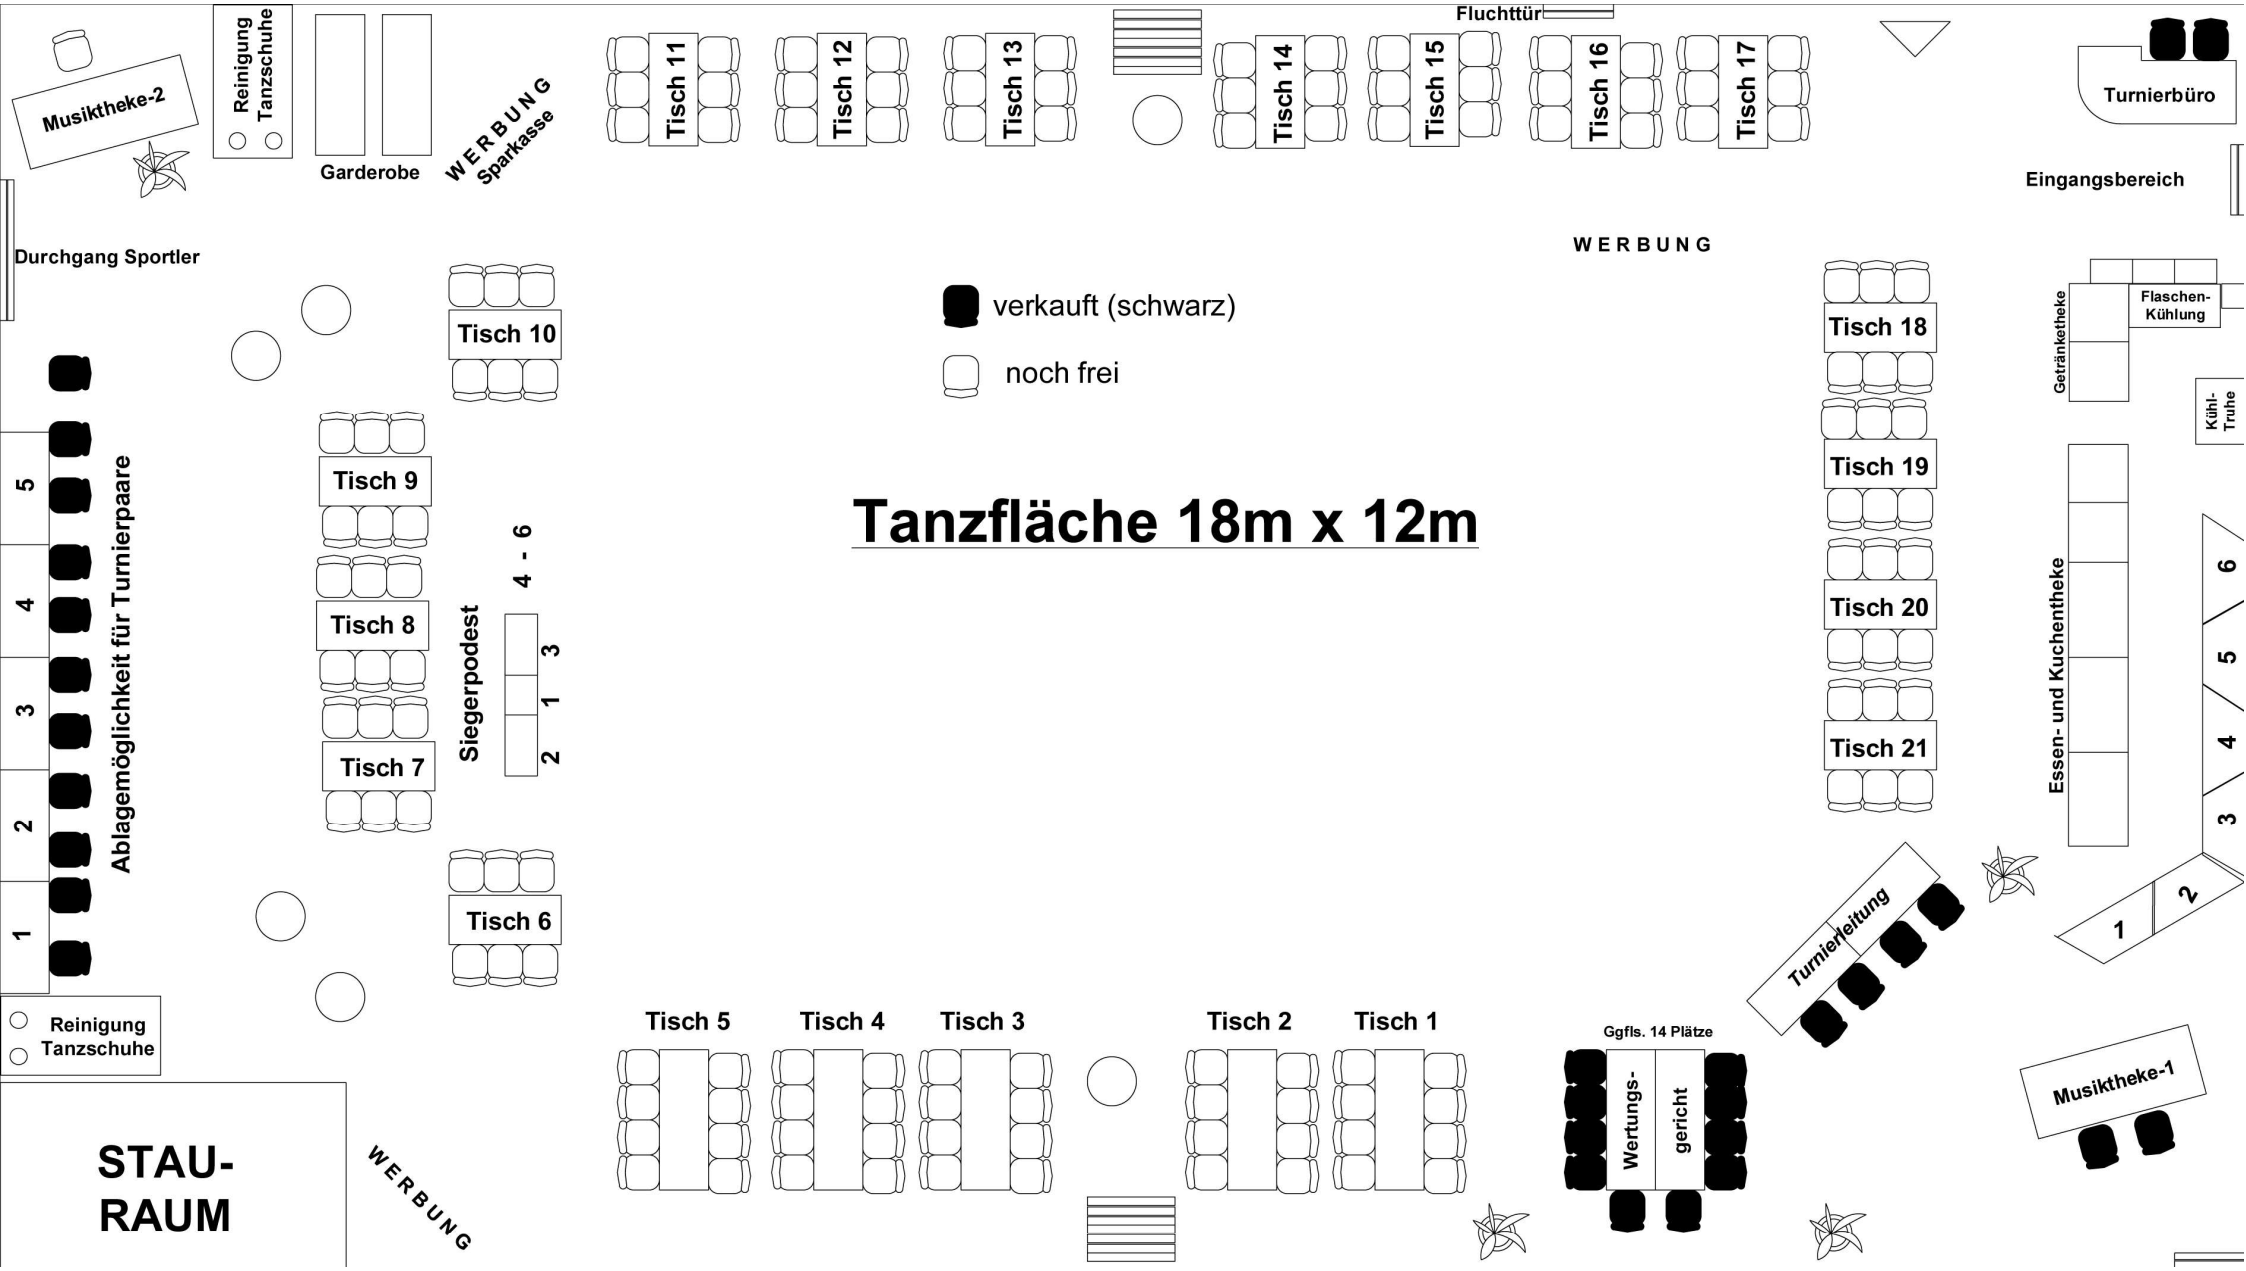 Fluchttür
Reinigung
Tanzschuhe
Musiktheke-2
Garderobe
WERBUNG
Sparkasse
Tisch 11
Tisch 12
Tisch 13
Tisch 14
Tisch 15
Tisch 16
Tisch 17
Turnierbüro
Eingangsbereich
Durchgang Sportler
WERBUNG
verkauft (schwarz)
noch frei
Tisch 10
Tisch 18
Getränketheke
Flaschen-
Kühlung
Kühl-
Truhe
Tisch 9
Tisch 19
Tanzfläche 18m x 12m
5
4
3
2
1
Ablagemöglichkeit für Turnierpaare
4 - 6
Siegerpodest
3
1
2
Tisch 8
Tisch 20
Tisch 7
Tisch 21
Essen- und Kuchentheke
6
5
4
3
2
1
Tisch 6
Turnierleitung
Reinigung
Tanzschuhe
Tisch 5
Tisch 4
Tisch 3
Tisch 2
Tisch 1
Ggfls. 14 Plätze
Wertungs-
gericht
Musiktheke-1
STAU-
RAUM
WERBUNG